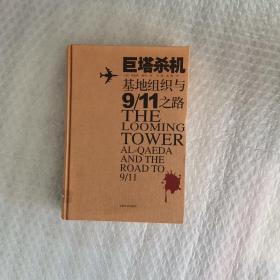 巨塔杀机
基地组织与
9/11之路
THE
LOOMING
TOWER
AL-QAEDA
AND THE
ROAD TO
9/11